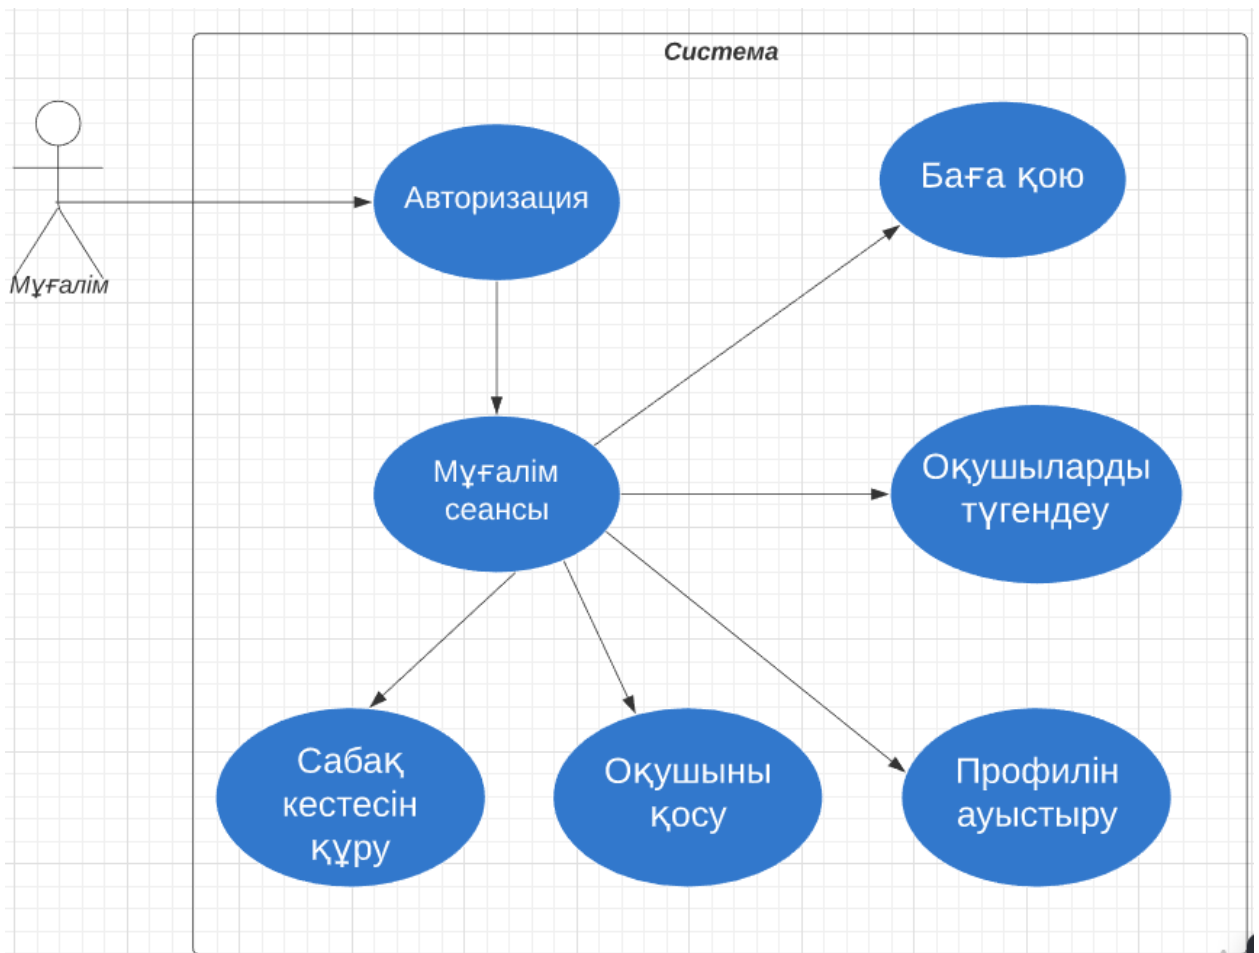 Система
Мұғалім
Авторизация
Баға қою
Мұғалім
сеансы
Оқушыларды
түгендеу
Сабақ
кестесін
құру
Оқушыны
қосу
Профилін
ауыстыру